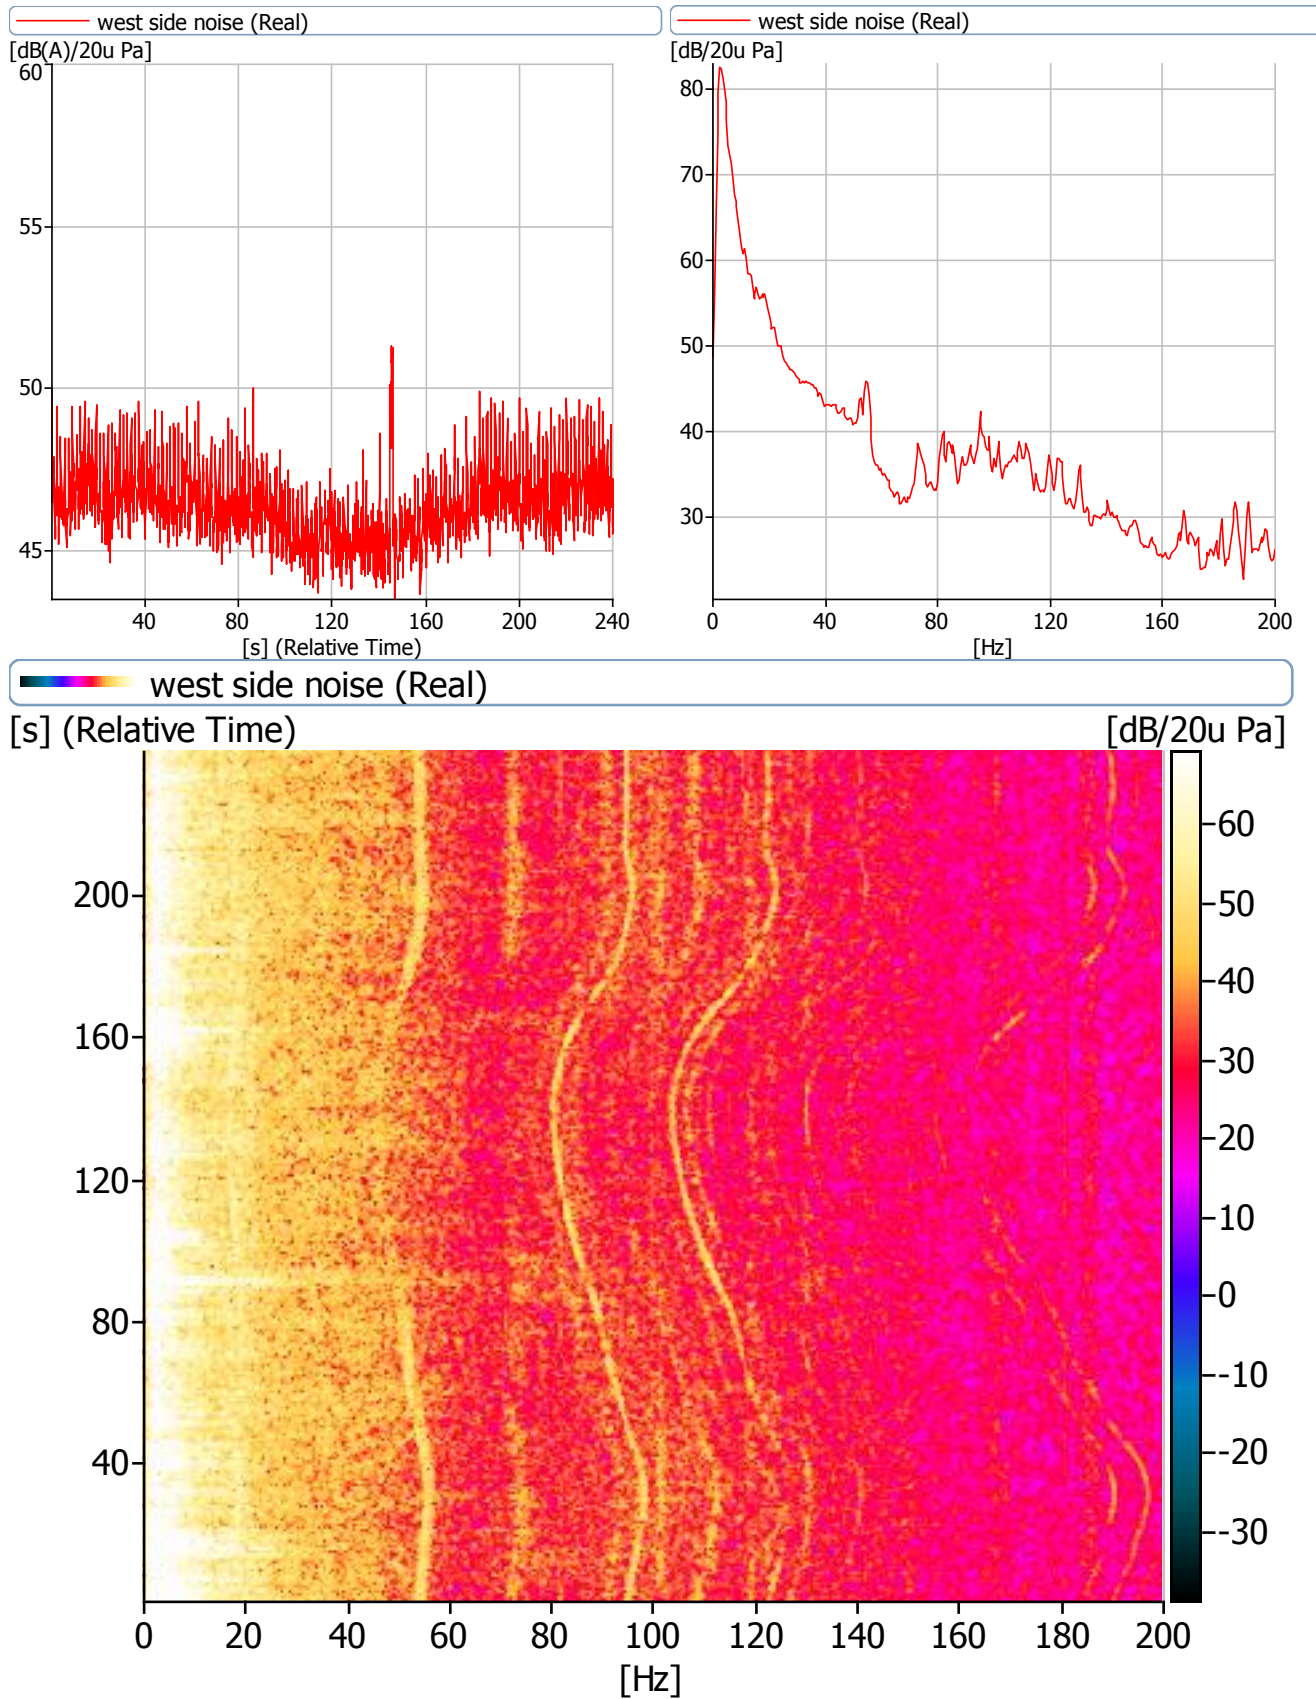 west side noise (Real)
[dB(A)/20u Pa]
60
55
50
45
40 80 120 160 200 240
[s] (Relative Time)
west side noise (Real)
[dB/20u Pa]
80
70
60
50
40
30
0 40 80 120 160 200
[Hz]
west side noise (Real)
[s] (Relative Time)
[dB/20u Pa]
200
160
120
80
40
0 20 40 60 80 100 120 140 160 180 200
[Hz]
60
50
40
30
20
10
0
-10
-20
-30